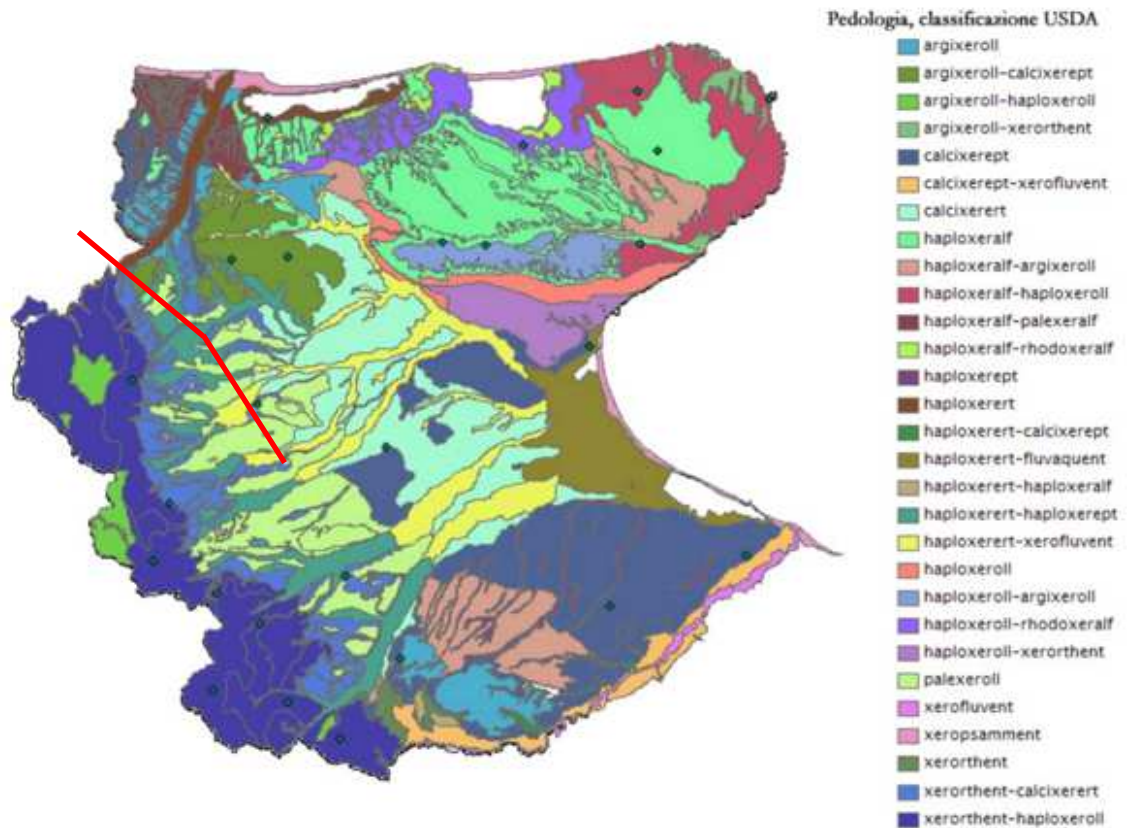 Pedologia, classificazione USDA
argixeroll
argixeroll-calcixerept
argixeroll-haploxeroll
argixeroll-xerorthent
calcixerept
calcixerept-xerofluvent
calcixerert
haploxeralf
haploxeralf-argixeroll
haploxeralf-haploxeroll
haploxeralf-palexeralf
haploxeralf-rhodoxeralf
haploxerept
haploxerert
haploxerert-calcixerept
haploxerert-fluvaquent
haploxerert-haploxeralf
haploxerert-haploxerept
haploxerert-xerofluvent
haploxeroll
haploxeroll-argixeroll
haploxeroll-rhodoxeralf
haploxeroll-xerorthent
palexeroll
xerofluvent
xeropsamment
xerorthent
xerorthent-calcixerert
xerorthent-haploxeroll